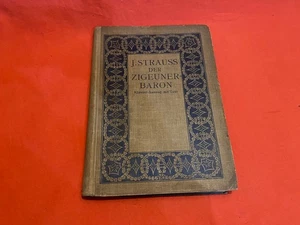 J. STRAUSS
DER
ZIGEUNER
BARON